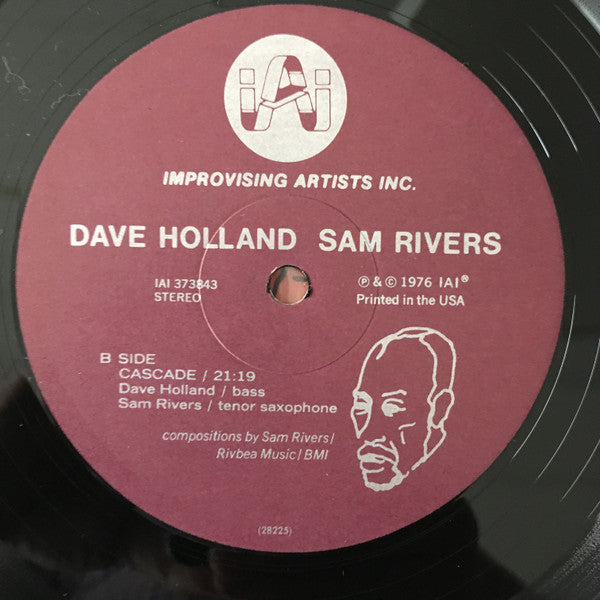 iAi
IMPROVISING ARTISTS INC.
DAVE HOLLAND SAM RIVERS
IAI 373843
STEREO
℗ & © 1976 IAI®
Printed in the USA
B SIDE
CASCADE / 21:19
Dave Holland / bass
Sam Rivers / tenor saxophone
compositions by Sam Rivers /
Rivbea Music / BMI
(28225)